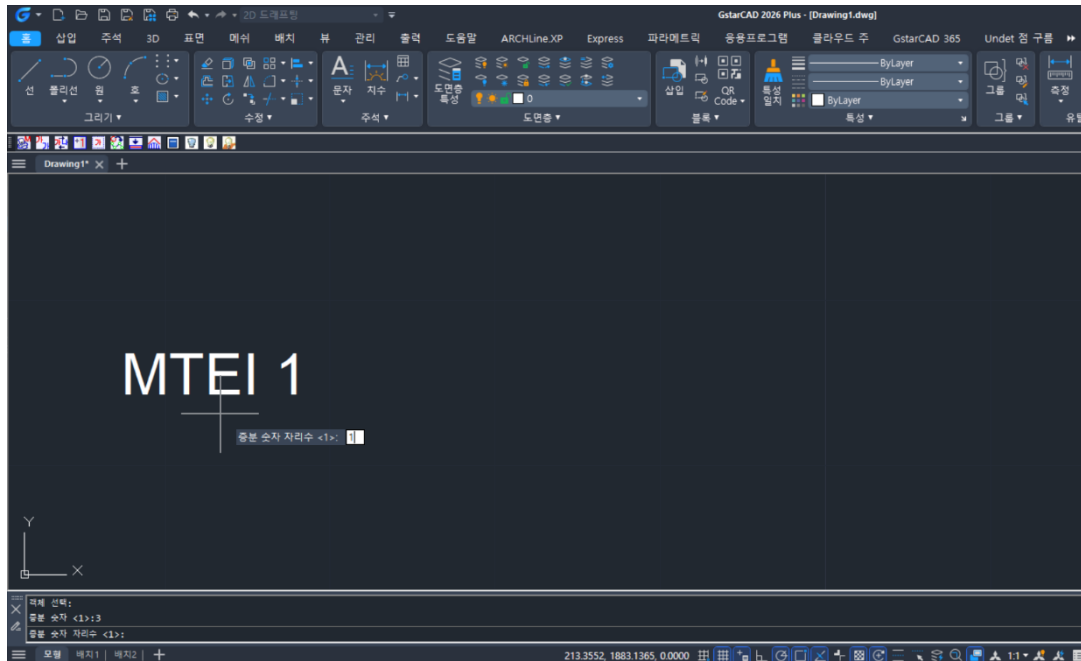 2D 드래프팅
GstarCAD 2026 Plus - [Drawing1.dwg]
홈 삽입 주석 3D 표면 메쉬 배치 뷰 관리 출력 도움말 ARCHLine.XP Express 파라메트릭 응용프로그램 클라우드 주 GstarCAD 365 Undet 점 구름
선 폴리선 원 호
그리기
수정
A 문자 치수
주석
도면층 특성
0
도면층
삽입
QR Code
블록
특성 일치
ByLayer
ByLayer
ByLayer
특성
그룹
그룹
측정
Drawing1*
MTEI 1
증분 숫자 자리수 <1>: 1
Y
X
객체 선택:
증분 숫자 <1>:3
증분 숫자 자리수 <1>:
모형 배치1 배치2
213.3552, 1883.1365, 0.0000
1:1